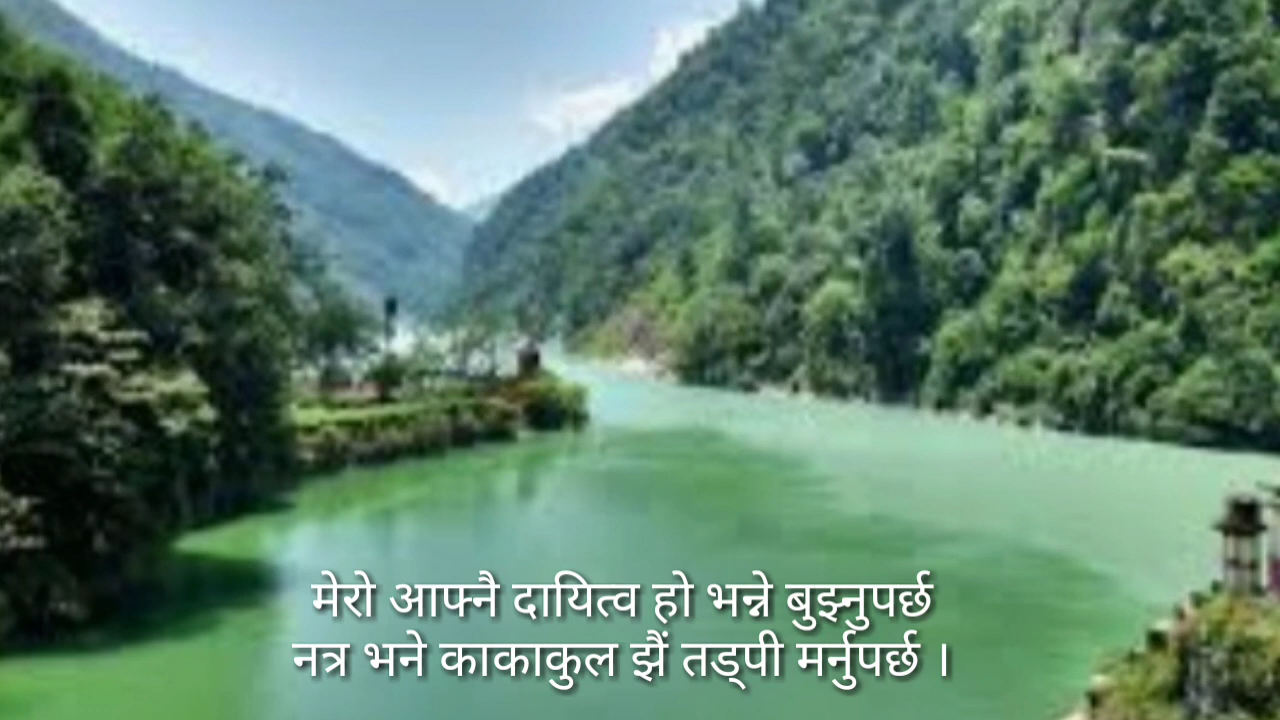 मेरो आफ्नै दायित्व हो भन्ने बुझ्नुपर्छ
नत्र भने काकाकुल झैं तड्पी मर्नुपर्छ ।